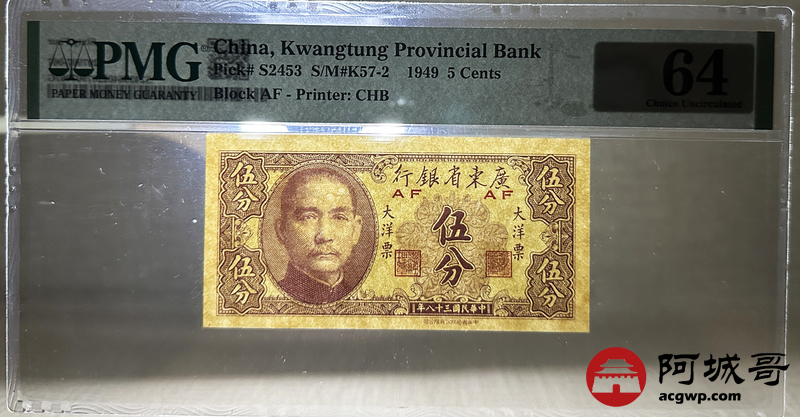 PMG
PAPER MONEY GUARANTY
China, Kwangtung Provincial Bank
Pick# S2453 S/M#K57-2 1949 5 Cents
Block AF - Printer: CHB
64
Choice Uncirculated
行銀省東廣
AF AF
伍分
伍分
伍分
伍分
大洋票
伍分
大洋票
年八十三國民華中
阿城哥
acgwp.com